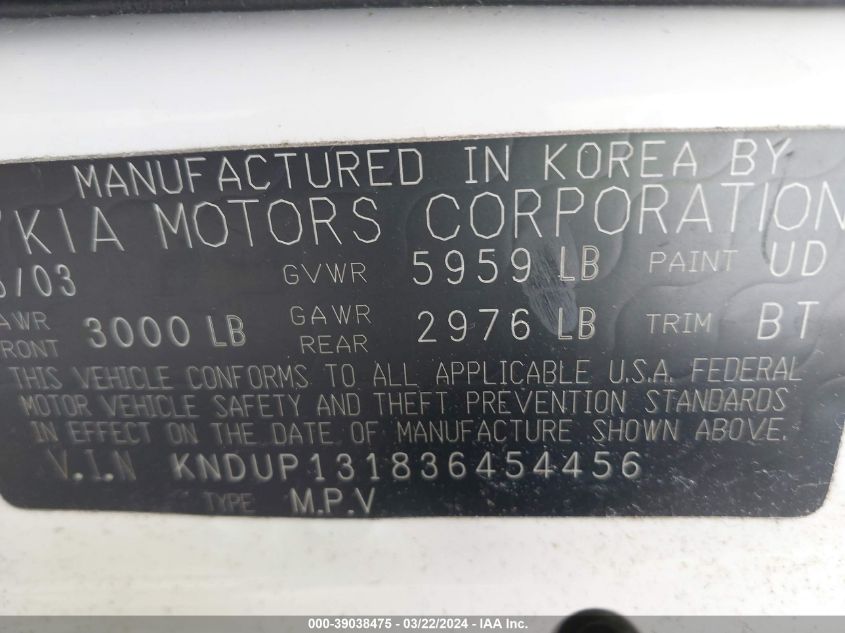 MANUFACTURED IN KOREA BY
KIA MOTORS CORPORATION
/03 GVWR 5959 LB PAINT UD
FRONT 3000 LB GAWR REAR 2976 LB TRIM BT
THIS VEHICLE CONFORMS TO ALL APPLICABLE U.S.A. FEDERAL
MOTOR VEHICLE SAFETY AND THEFT PREVENTION STANDARDS
IN EFFECT ON THE DATE OF MANUFACTURE SHOWN ABOVE.
V.I.N KNDUP131836454456
TYPE M.P.V
000-39038475 - 03/22/2024 - IAA Inc.